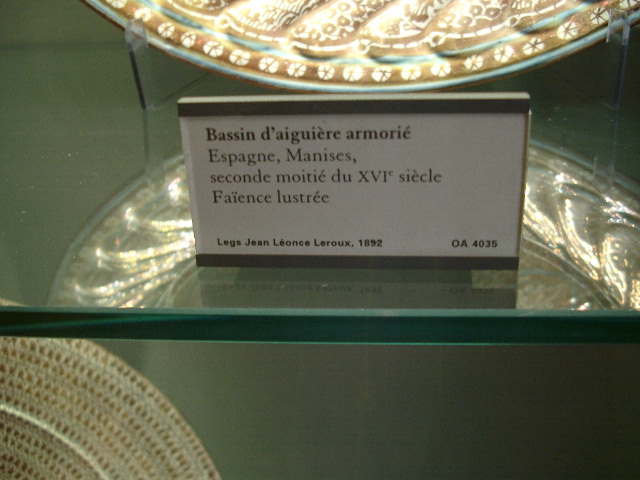 Bassin d'aiguière armorié
Espagne, Manises,
seconde moitié du XVIe siècle
Faïence lustrée
Legs Jean Léonce Leroux, 1892 OA 4035